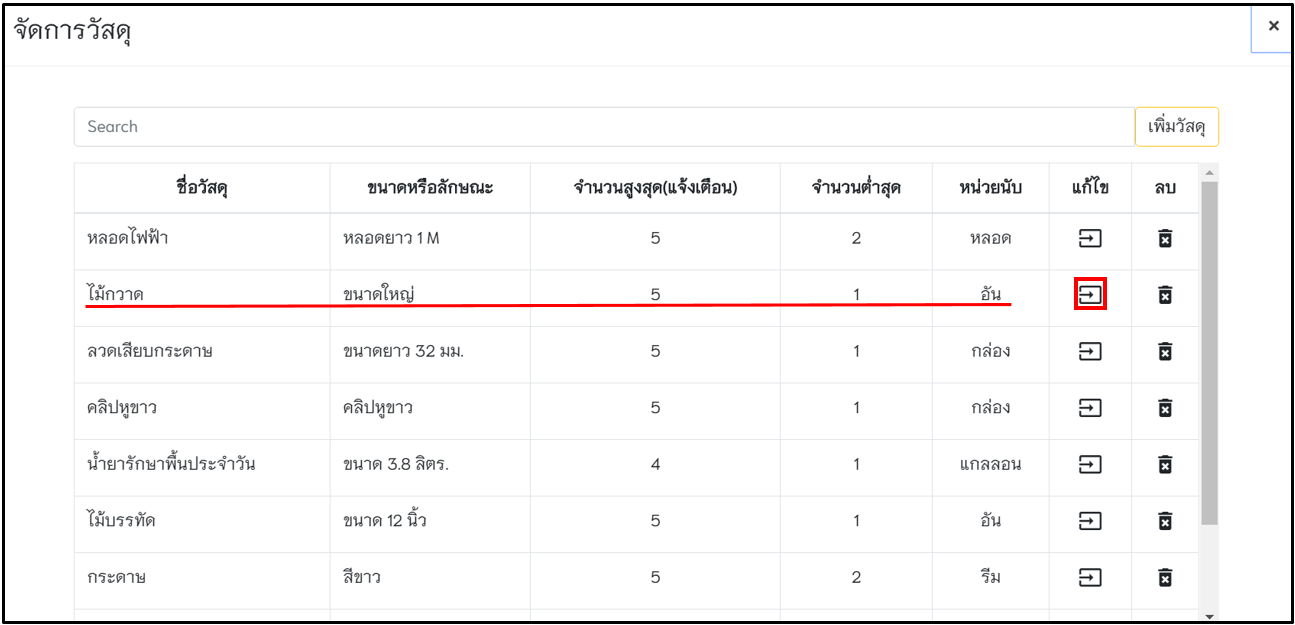 จัดการวัสดุ ×
Search เพิ่มวัสดุ
ชื่อวัสดุ ขนาดหรือลักษณะ จำนวนสูงสุด(แจ้งเตือน) จำนวนต่ำสุด หน่วยนับ แก้ไข ลบ
หลอดไฟฟ้า หลอดยาว 1 M 5 2 หลอด
ไม้กวาด ขนาดใหญ่ 5 1 อัน
ลวดเสียบกระดาษ ขนาดยาว 32 มม. 5 1 กล่อง
คลิปหูขาว คลิปหูขาว 5 1 กล่อง
น้ำยารักษาพื้นประจำวัน ขนาด 3.8 ลิตร. 4 1 แกลลอน
ไม้บรรทัด ขนาด 12 นิ้ว 5 1 อัน
กระดาษ สีขาว 5 2 รีม